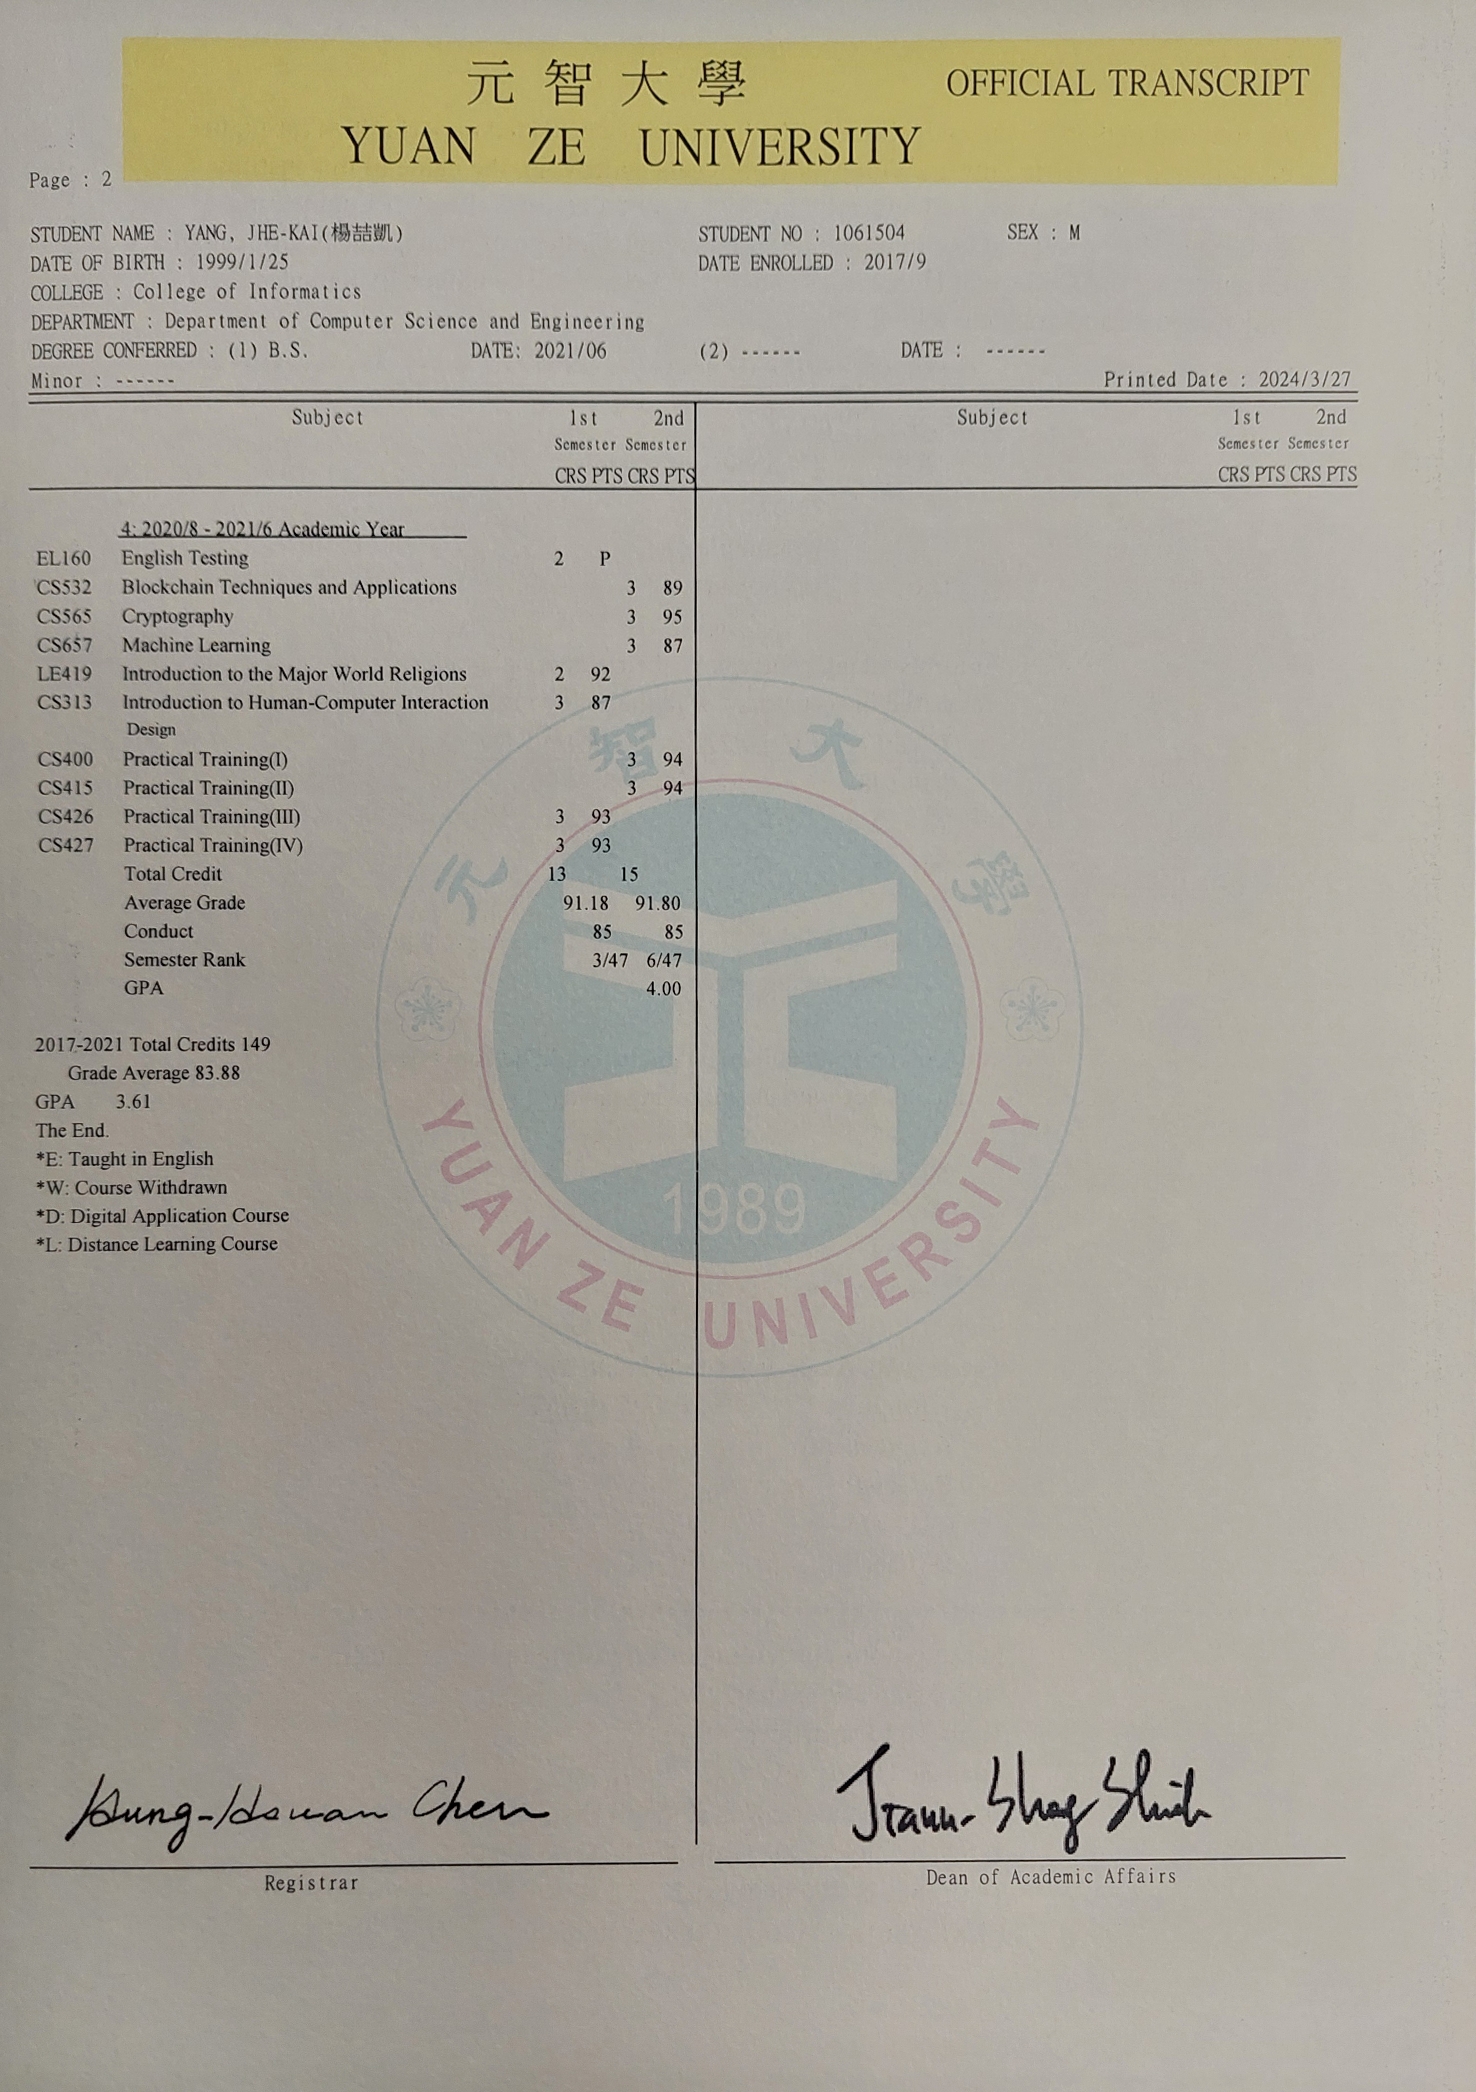 元智大學 OFFICIAL TRANSCRIPT
YUAN ZE UNIVERSITY
Page : 2
STUDENT NAME : YANG, JHE-KAI(楊喆凱) STUDENT NO : 1061504 SEX : M
DATE OF BIRTH : 1999/1/25 DATE ENROLLED : 2017/9
COLLEGE : College of Informatics
DEPARTMENT : Department of Computer Science and Engineering
DEGREE CONFERRED : (1) B.S. DATE: 2021/06 (2) ------ DATE : ------
Minor : ------ Printed Date : 2024/3/27
Subject 1st 2nd Subject 1st 2nd
Semester Semester Semester Semester
CRS PTS CRS PTS CRS PTS CRS PTS
4: 2020/8 - 2021/6 Academic Year
EL160 English Testing 2 P
CS532 Blockchain Techniques and Applications 3 89
CS565 Cryptography 3 95
CS657 Machine Learning 3 87
LE419 Introduction to the Major World Religions 2 92
CS313 Introduction to Human-Computer Interaction 3 87
Design
CS400 Practical Training(I) 3 94
CS415 Practical Training(II) 3 94
CS426 Practical Training(III) 3 93
CS427 Practical Training(IV) 3 93
Total Credit 13 15
Average Grade 91.18 91.80
Conduct 85 85
Semester Rank 3/47 6/47
GPA 4.00
2017-2021 Total Credits 149
Grade Average 83.88
GPA 3.61
The End.
*E: Taught in English
*W: Course Withdrawn
*D: Digital Application Course
*L: Distance Learning Course
元智大學
1989
YUAN ZE UNIVERSITY
Hung-Hsuan Chen
Registrar
Dean of Academic Affairs